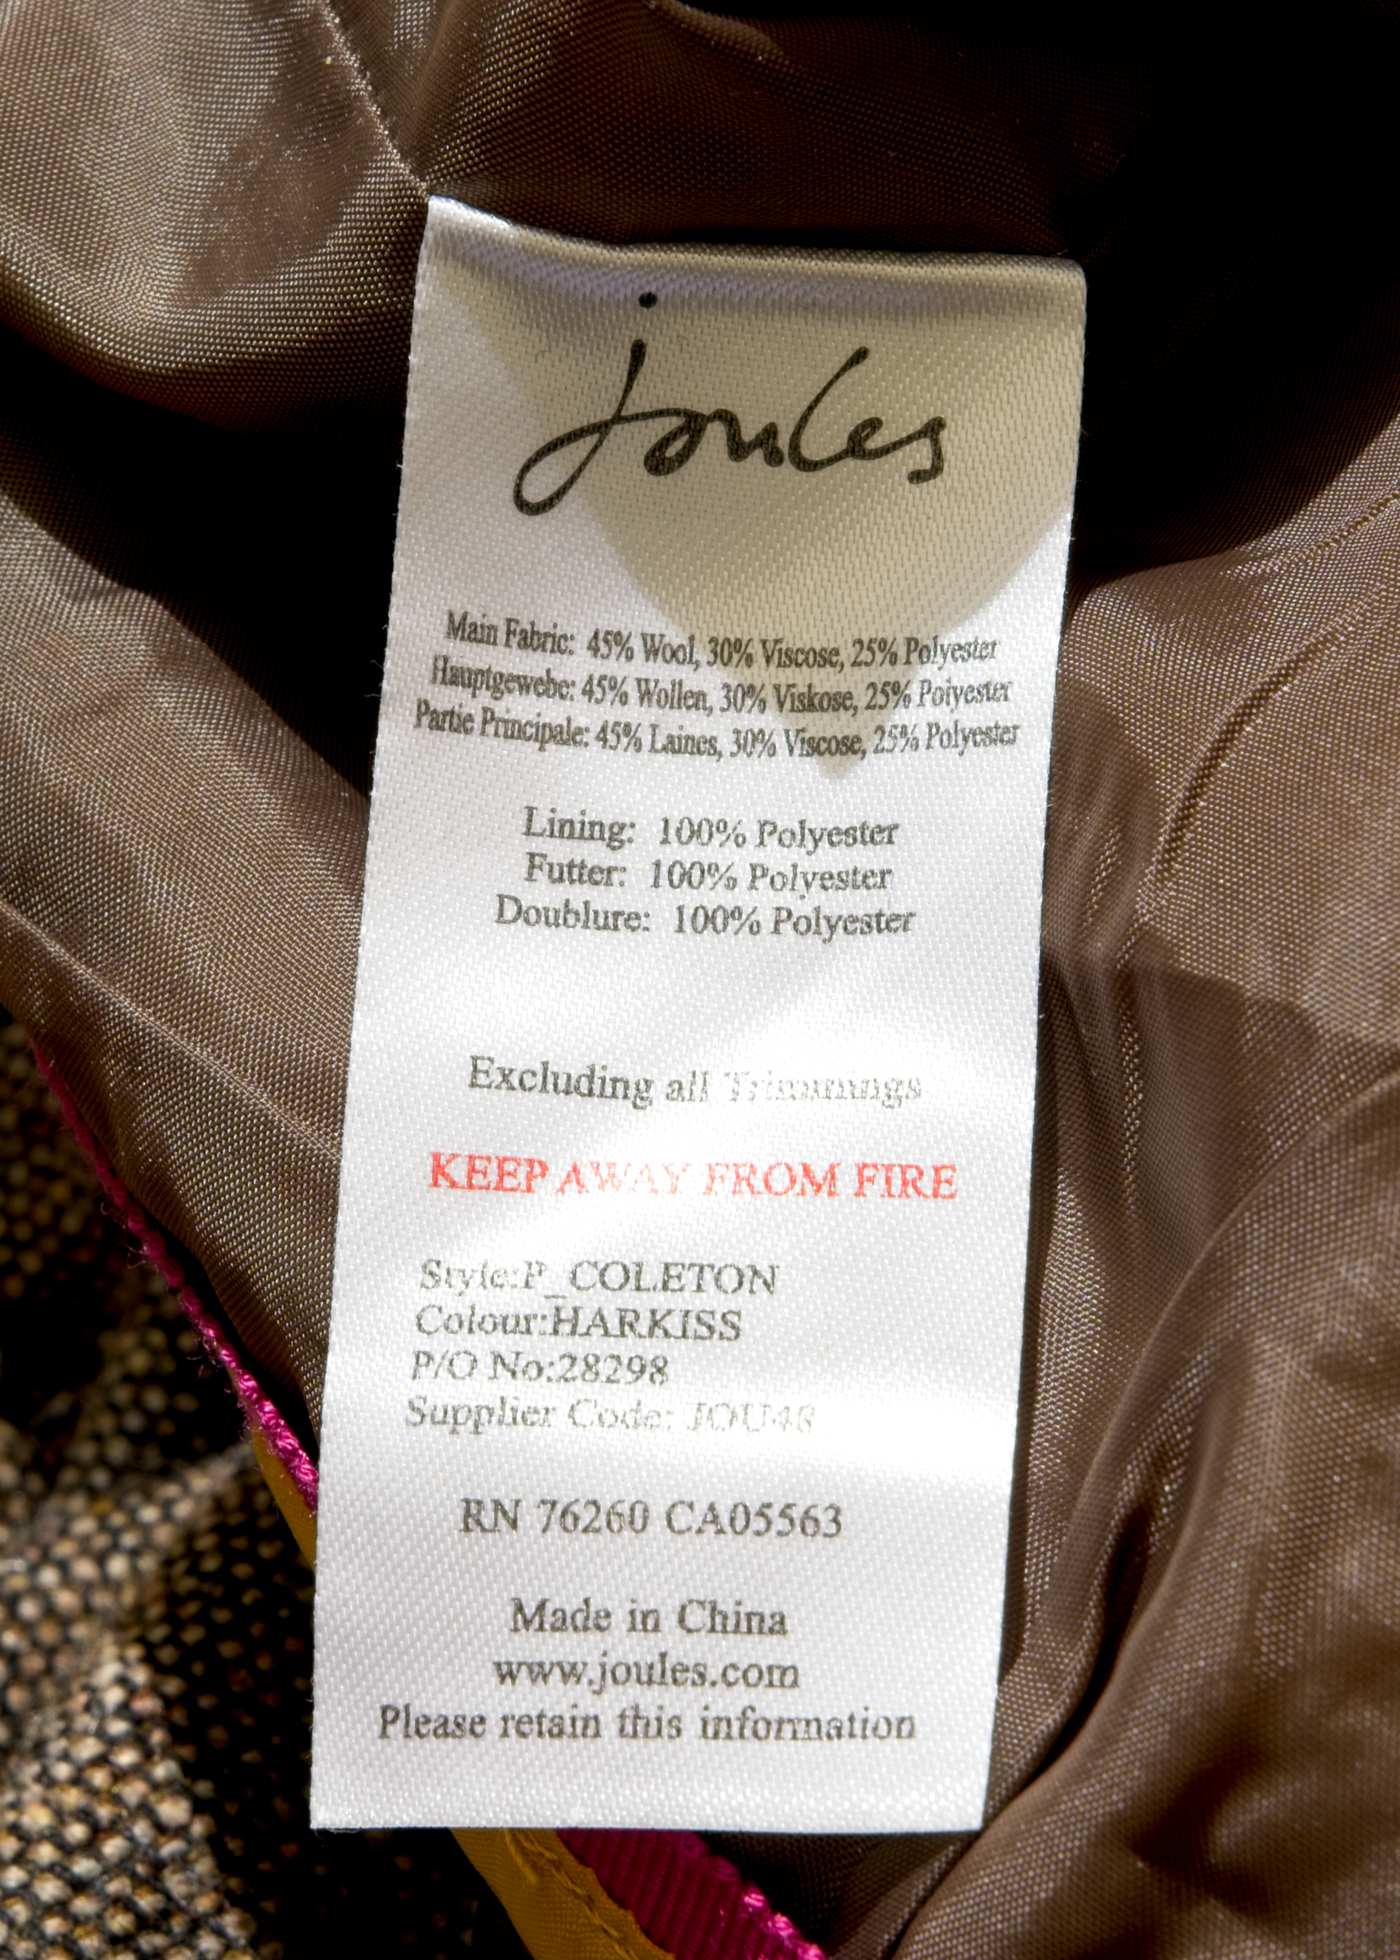 joules
Main Fabric: 45% Wool, 30% Viscose, 25% Polyester
Hauptgewebe: 45% Wollen, 30% Viskose, 25% Polyester
Partie Principale: 45% Laines, 30% Viscose, 25% Polyester
Lining: 100% Polyester
Futter: 100% Polyester
Doublure: 100% Polyester
Excluding all Trimmings
KEEP AWAY FROM FIRE
Style:P_COLETON
Colour:HARKISS
P/O No:28298
Supplier Code: JOU48
RN 76260 CA05563
Made in China
www.joules.com
Please retain this information